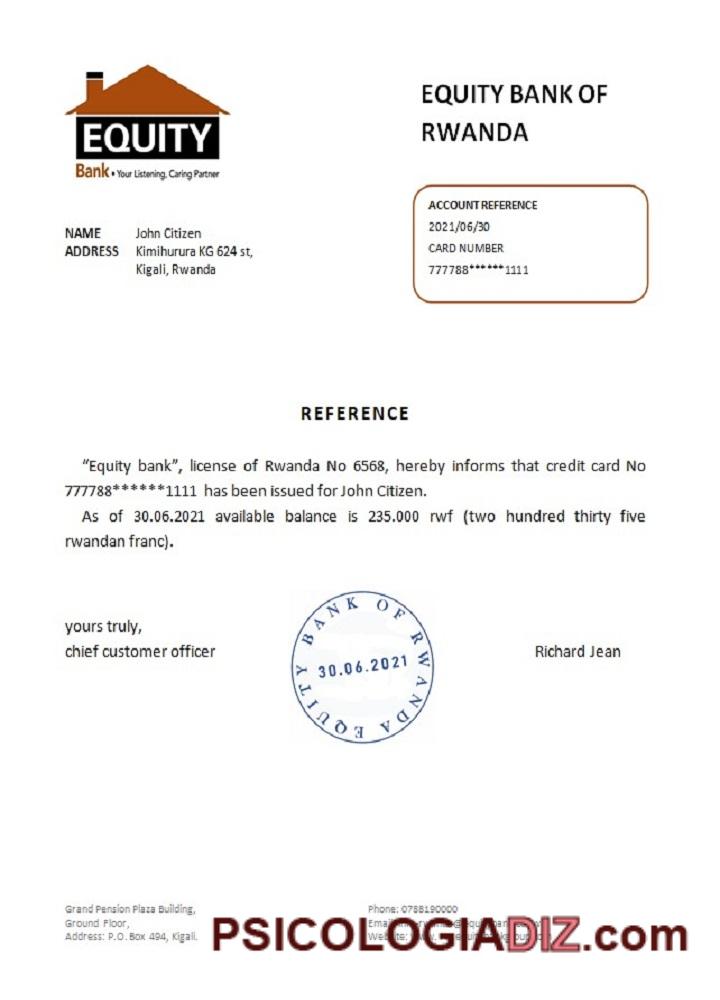 EQUITY
Bank • Your Listening, Caring Partner
EQUITY BANK OF
RWANDA
ACCOUNT REFERENCE
2021/06/30
CARD NUMBER
777788******1111
NAME John Citizen
ADDRESS Kimihurura KG 624 st,
Kigali, Rwanda
REFERENCE
“Equity bank”, license of Rwanda No 6568, hereby informs that credit card No
777788******1111 has been issued for John Citizen.
As of 30.06.2021 available balance is 235.000 rwf (two hundred thirty five
rwandan franc).
yours truly,
chief customer officer
EQUITY BANK OF RWANDA
30.06.2021
Richard Jean
Grand Pension Plaza Building,
Ground Floor,
Address: P.O. Box 494, Kigali.
Phone: 0788190000
Email:
Website:
PSICOLOGIADIZ.com